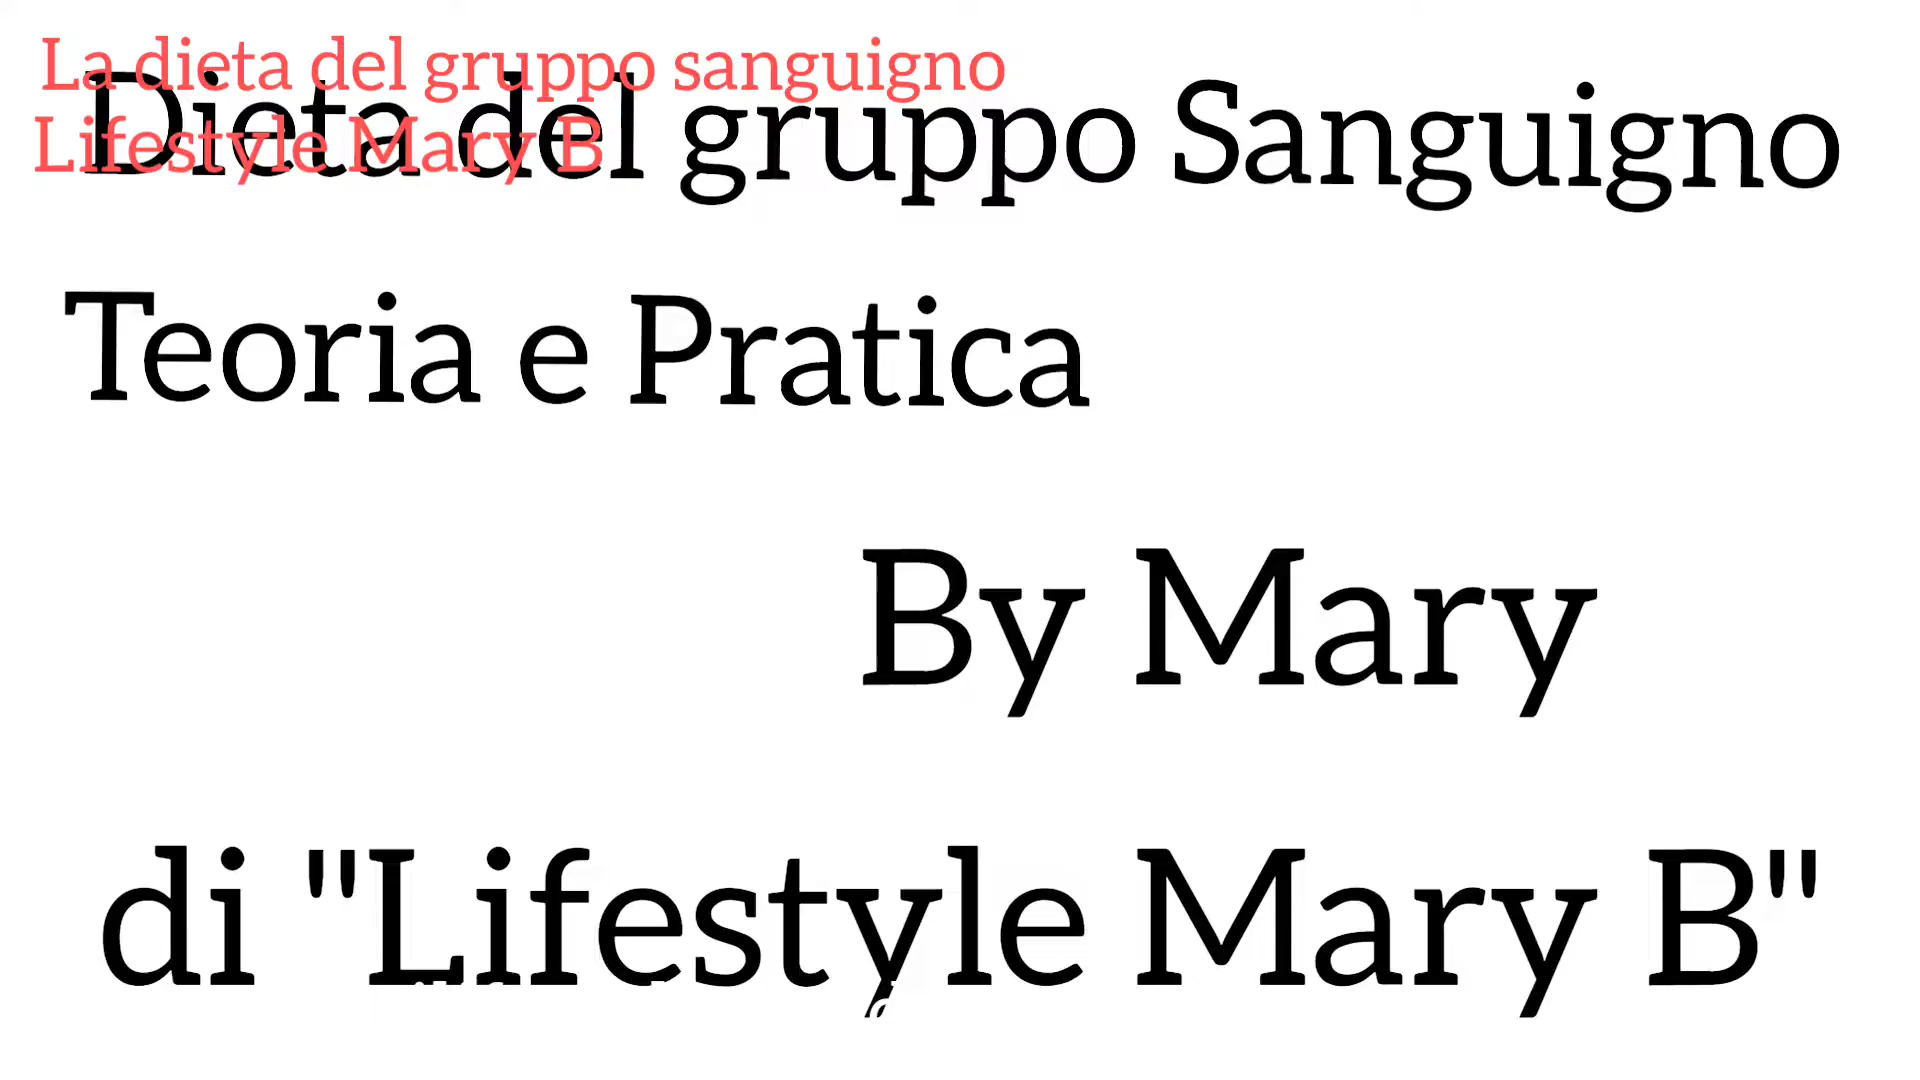 La dieta del gruppo sanguigno
Lifestyle Mary B
Dieta del gruppo Sanguigno
Teoria e Pratica
By Mary
di "Lifestyle Mary B"